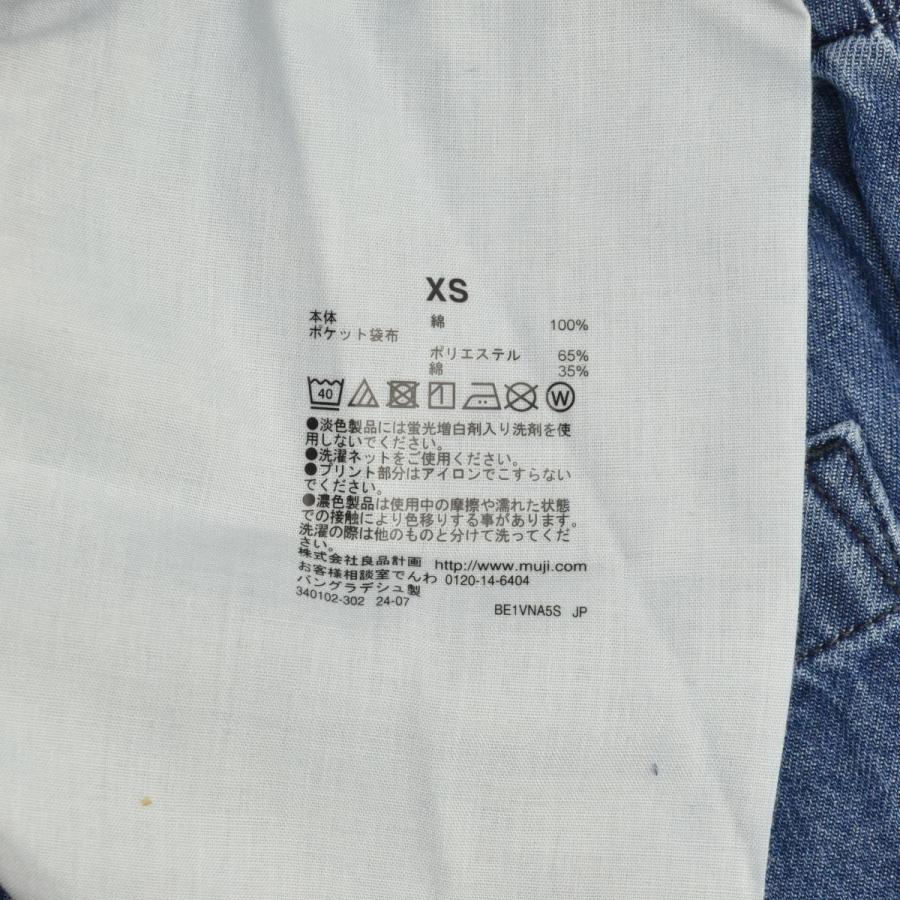 XS
本体 綿 100%
ポケット袋布
ポリエステル 65%
綿 35%
40 W
●淡色製品には蛍光増白剤入り洗剤を使
用しないでください。
●洗濯ネットをご使用ください。
●プリント部分はアイロンでこすらない
でください。
●濃色製品は使用中の摩擦や濡れた状態
での接触により色移りする事があります。
洗濯の際は他のものと分けて洗ってくだ
さい。
株式会社良品計画 http://www.muji.com
お客様相談室でんわ 0120-14-6404
バングラデシュ製
340102-302 24-07
BE1VNA5S JP